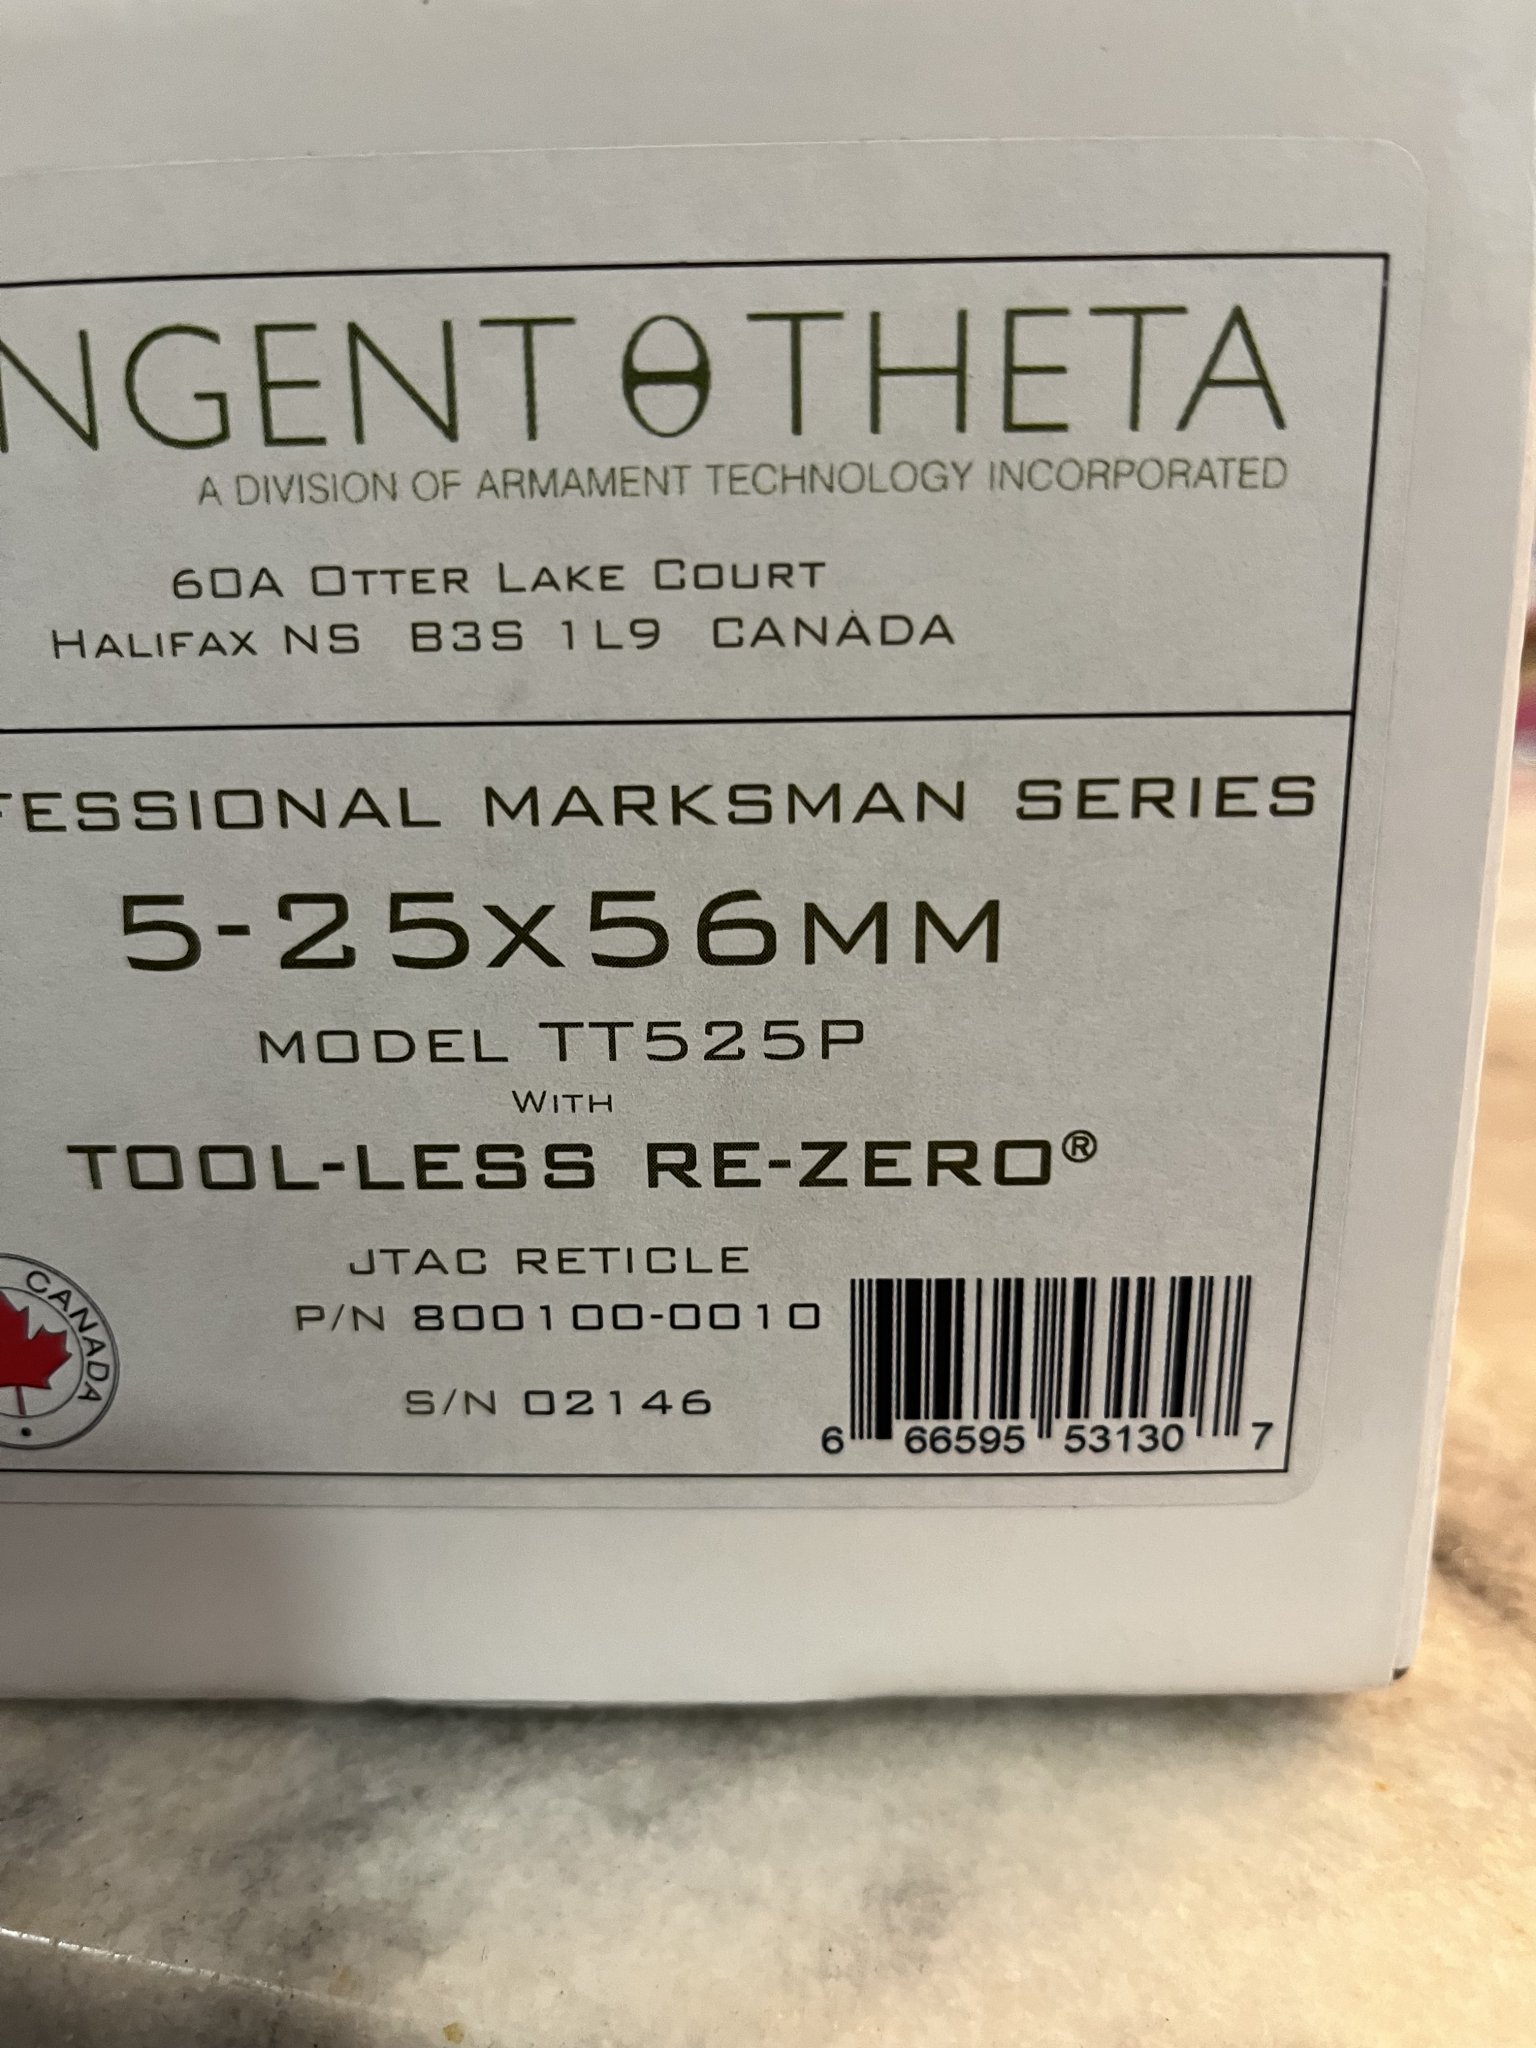 NGENT θ THETA
A DIVISION OF ARMAMENT TECHNOLOGY INCORPORATED
60A OTTER LAKE COURT
HALIFAX NS B3S 1L9 CANADA
FESSIONAL MARKSMAN SERIES
5-25x56MM
MODEL TT525P
WITH
TOOL-LESS RE-ZERO®
JTAC RETICLE
P/N 800100-0010
S/N 02146
CANADA
6 66595 53130 7